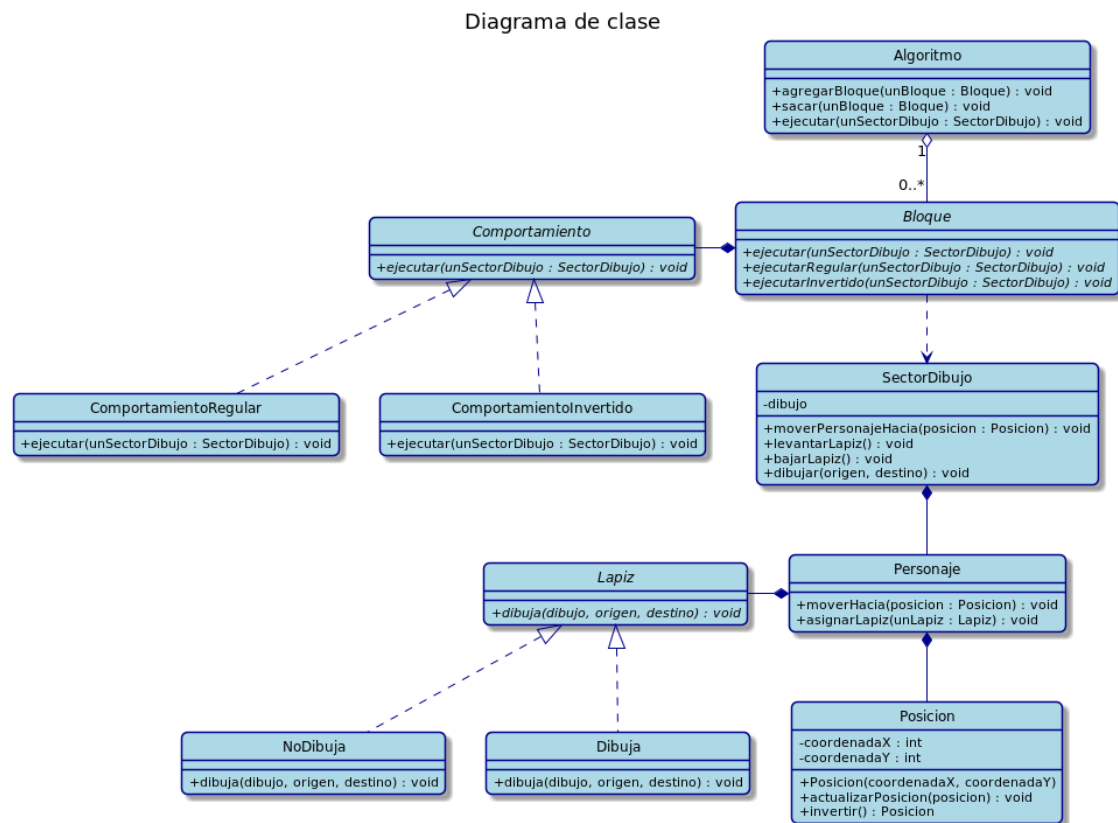 Diagrama de clase
Algoritmo
+agregarBloque(unBloque : Bloque) : void
+sacar(unBloque : Bloque) : void
+ejecutar(unSectorDibujo : SectorDibujo) : void
1
0..*
Bloque
+ejecutar(unSectorDibujo : SectorDibujo) : void
+ejecutarRegular(unSectorDibujo : SectorDibujo) : void
+ejecutarInvertido(unSectorDibujo : SectorDibujo) : void
Comportamiento
+ejecutar(unSectorDibujo : SectorDibujo) : void
ComportamientoRegular
+ejecutar(unSectorDibujo : SectorDibujo) : void
ComportamientoInvertido
+ejecutar(unSectorDibujo : SectorDibujo) : void
SectorDibujo
-dibujo
+moverPersonajeHacia(posicion : Posicion) : void
+levantarLapiz() : void
+bajarLapiz() : void
+dibujar(origen, destino) : void
Lapiz
+dibuja(dibujo, origen, destino) : void
Personaje
+moverHacia(posicion : Posicion) : void
+asignarLapiz(unLapiz : Lapiz) : void
NoDibuja
+dibuja(dibujo, origen, destino) : void
Dibuja
+dibuja(dibujo, origen, destino) : void
Posicion
-coordenadaX : int
-coordenadaY : int
+Posicion(coordenadaX, coordenadaY)
+actualizarPosicion(posicion) : void
+invertir() : Posicion